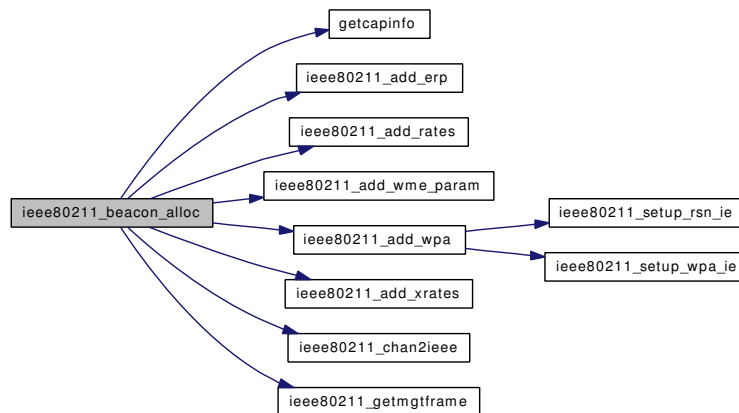 getcapinfo
ieee80211_add_erp
ieee80211_add_rates
ieee80211_add_wme_param
ieee80211_beacon_alloc
ieee80211_setup_rsn_ie
ieee80211_add_wpa
ieee80211_setup_wpa_ie
ieee80211_add_xrates
ieee80211_chan2ieee
ieee80211_getmgtframe